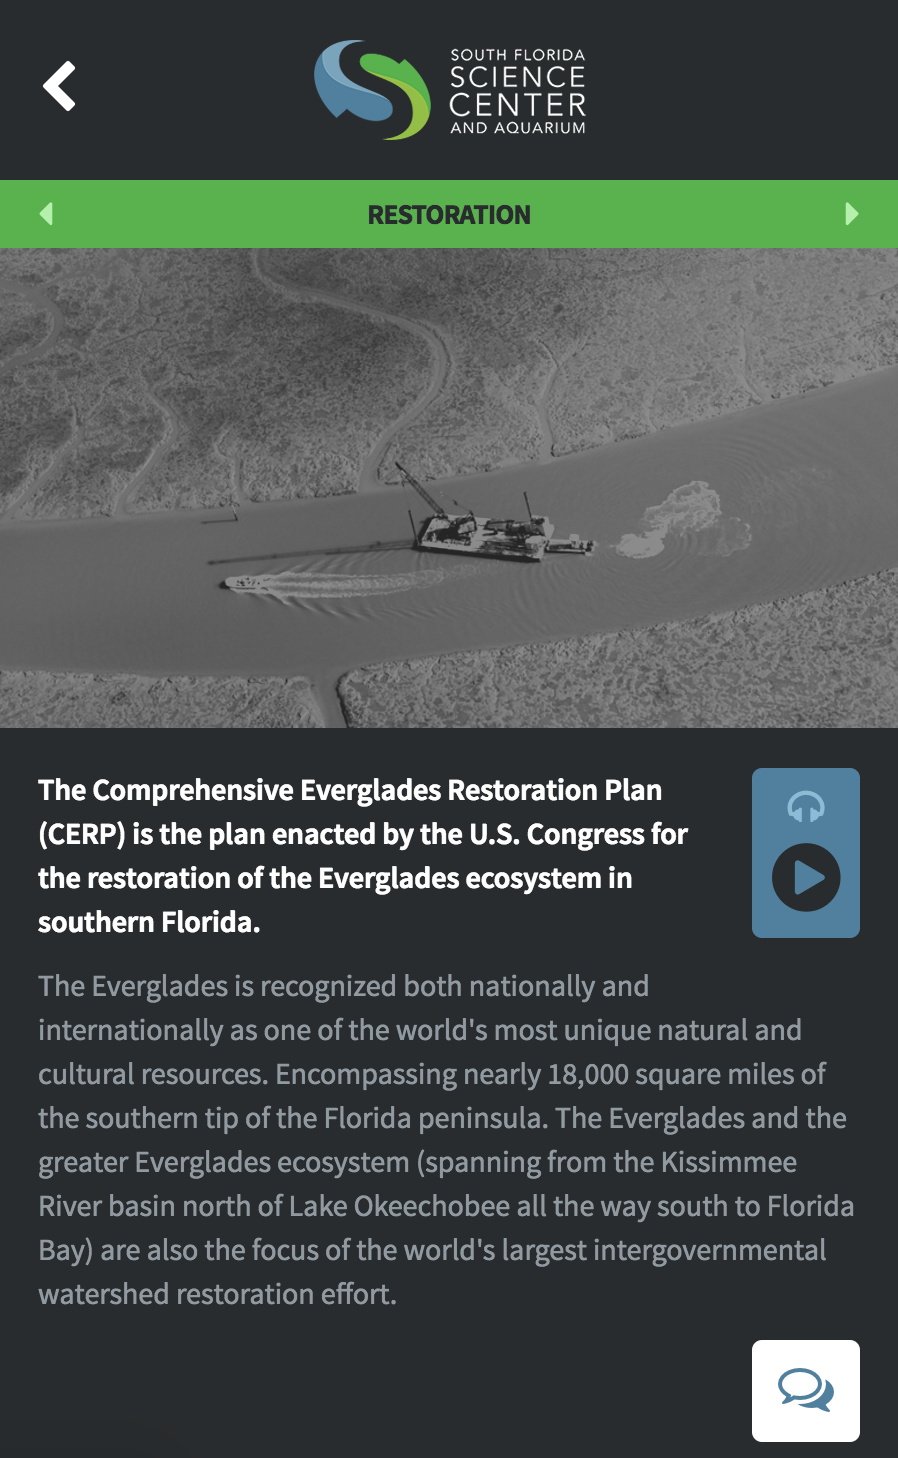 SOUTH FLORIDA
SCIENCE
CENTER
AND AQUARIUM
RESTORATION
The Comprehensive Everglades Restoration Plan
(CERP) is the plan enacted by the U.S. Congress for
the restoration of the Everglades ecosystem in
southern Florida.
The Everglades is recognized both nationally and
internationally as one of the world's most unique natural and
cultural resources. Encompassing nearly 18,000 square miles of
the southern tip of the Florida peninsula. The Everglades and the
greater Everglades ecosystem (spanning from the Kissimmee
River basin north of Lake Okeechobee all the way south to Florida
Bay) are also the focus of the world's largest intergovernmental
watershed restoration effort.